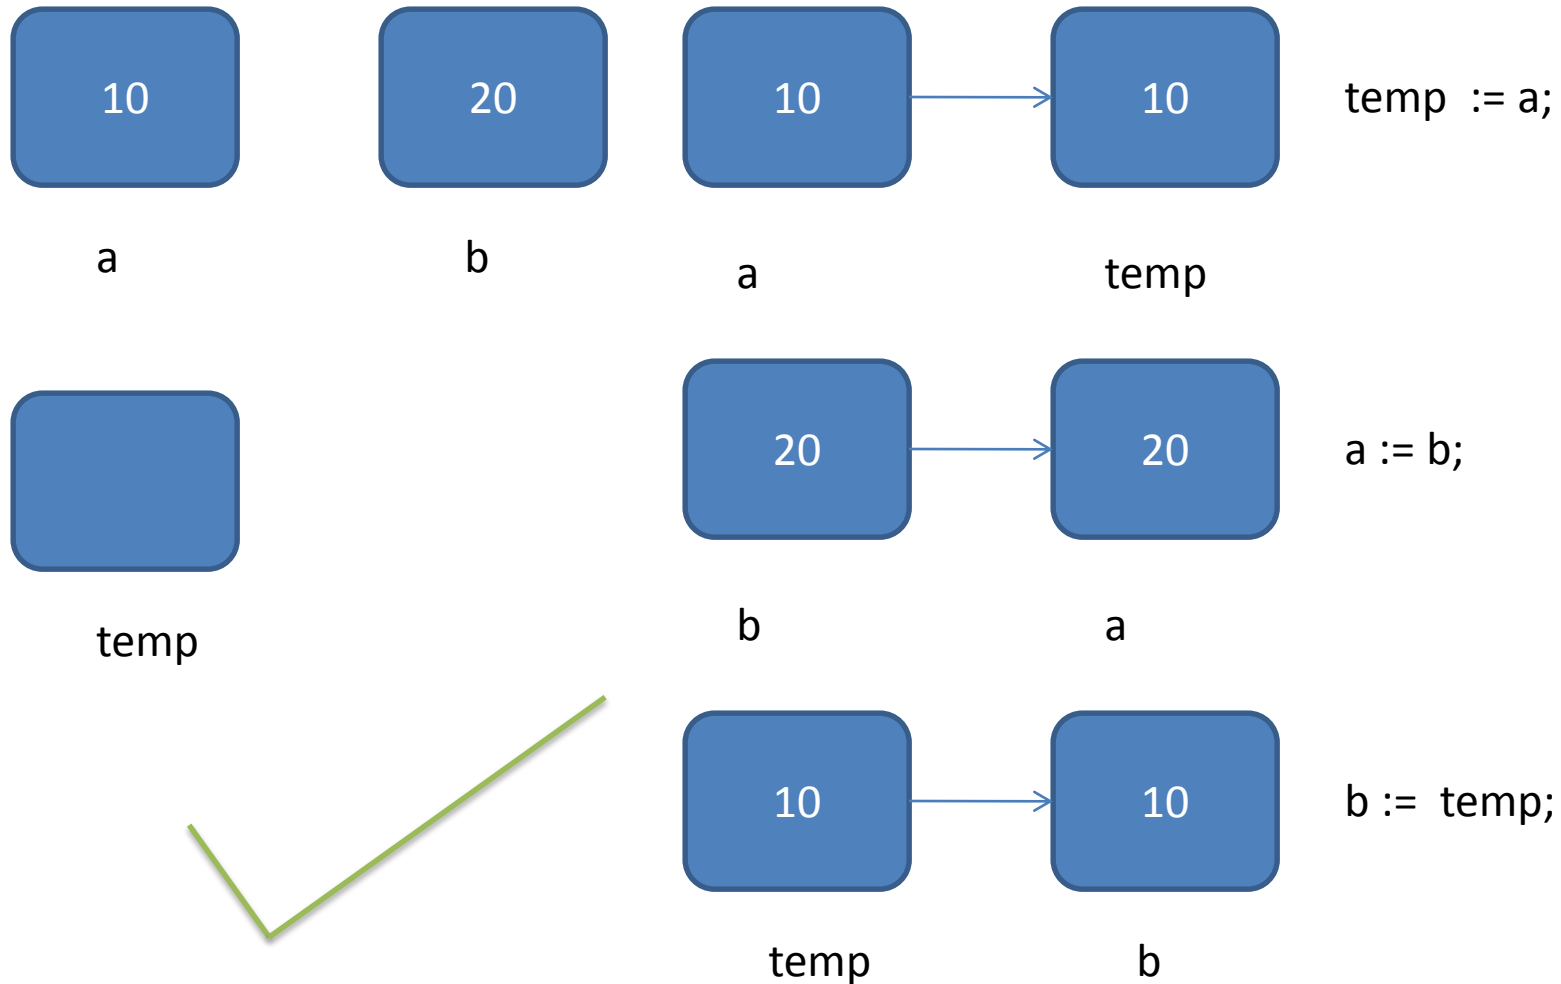 10 20 10 10 temp := a;
a b a temp
20 20 a := b;
temp b a
10 10 b := temp;
temp b